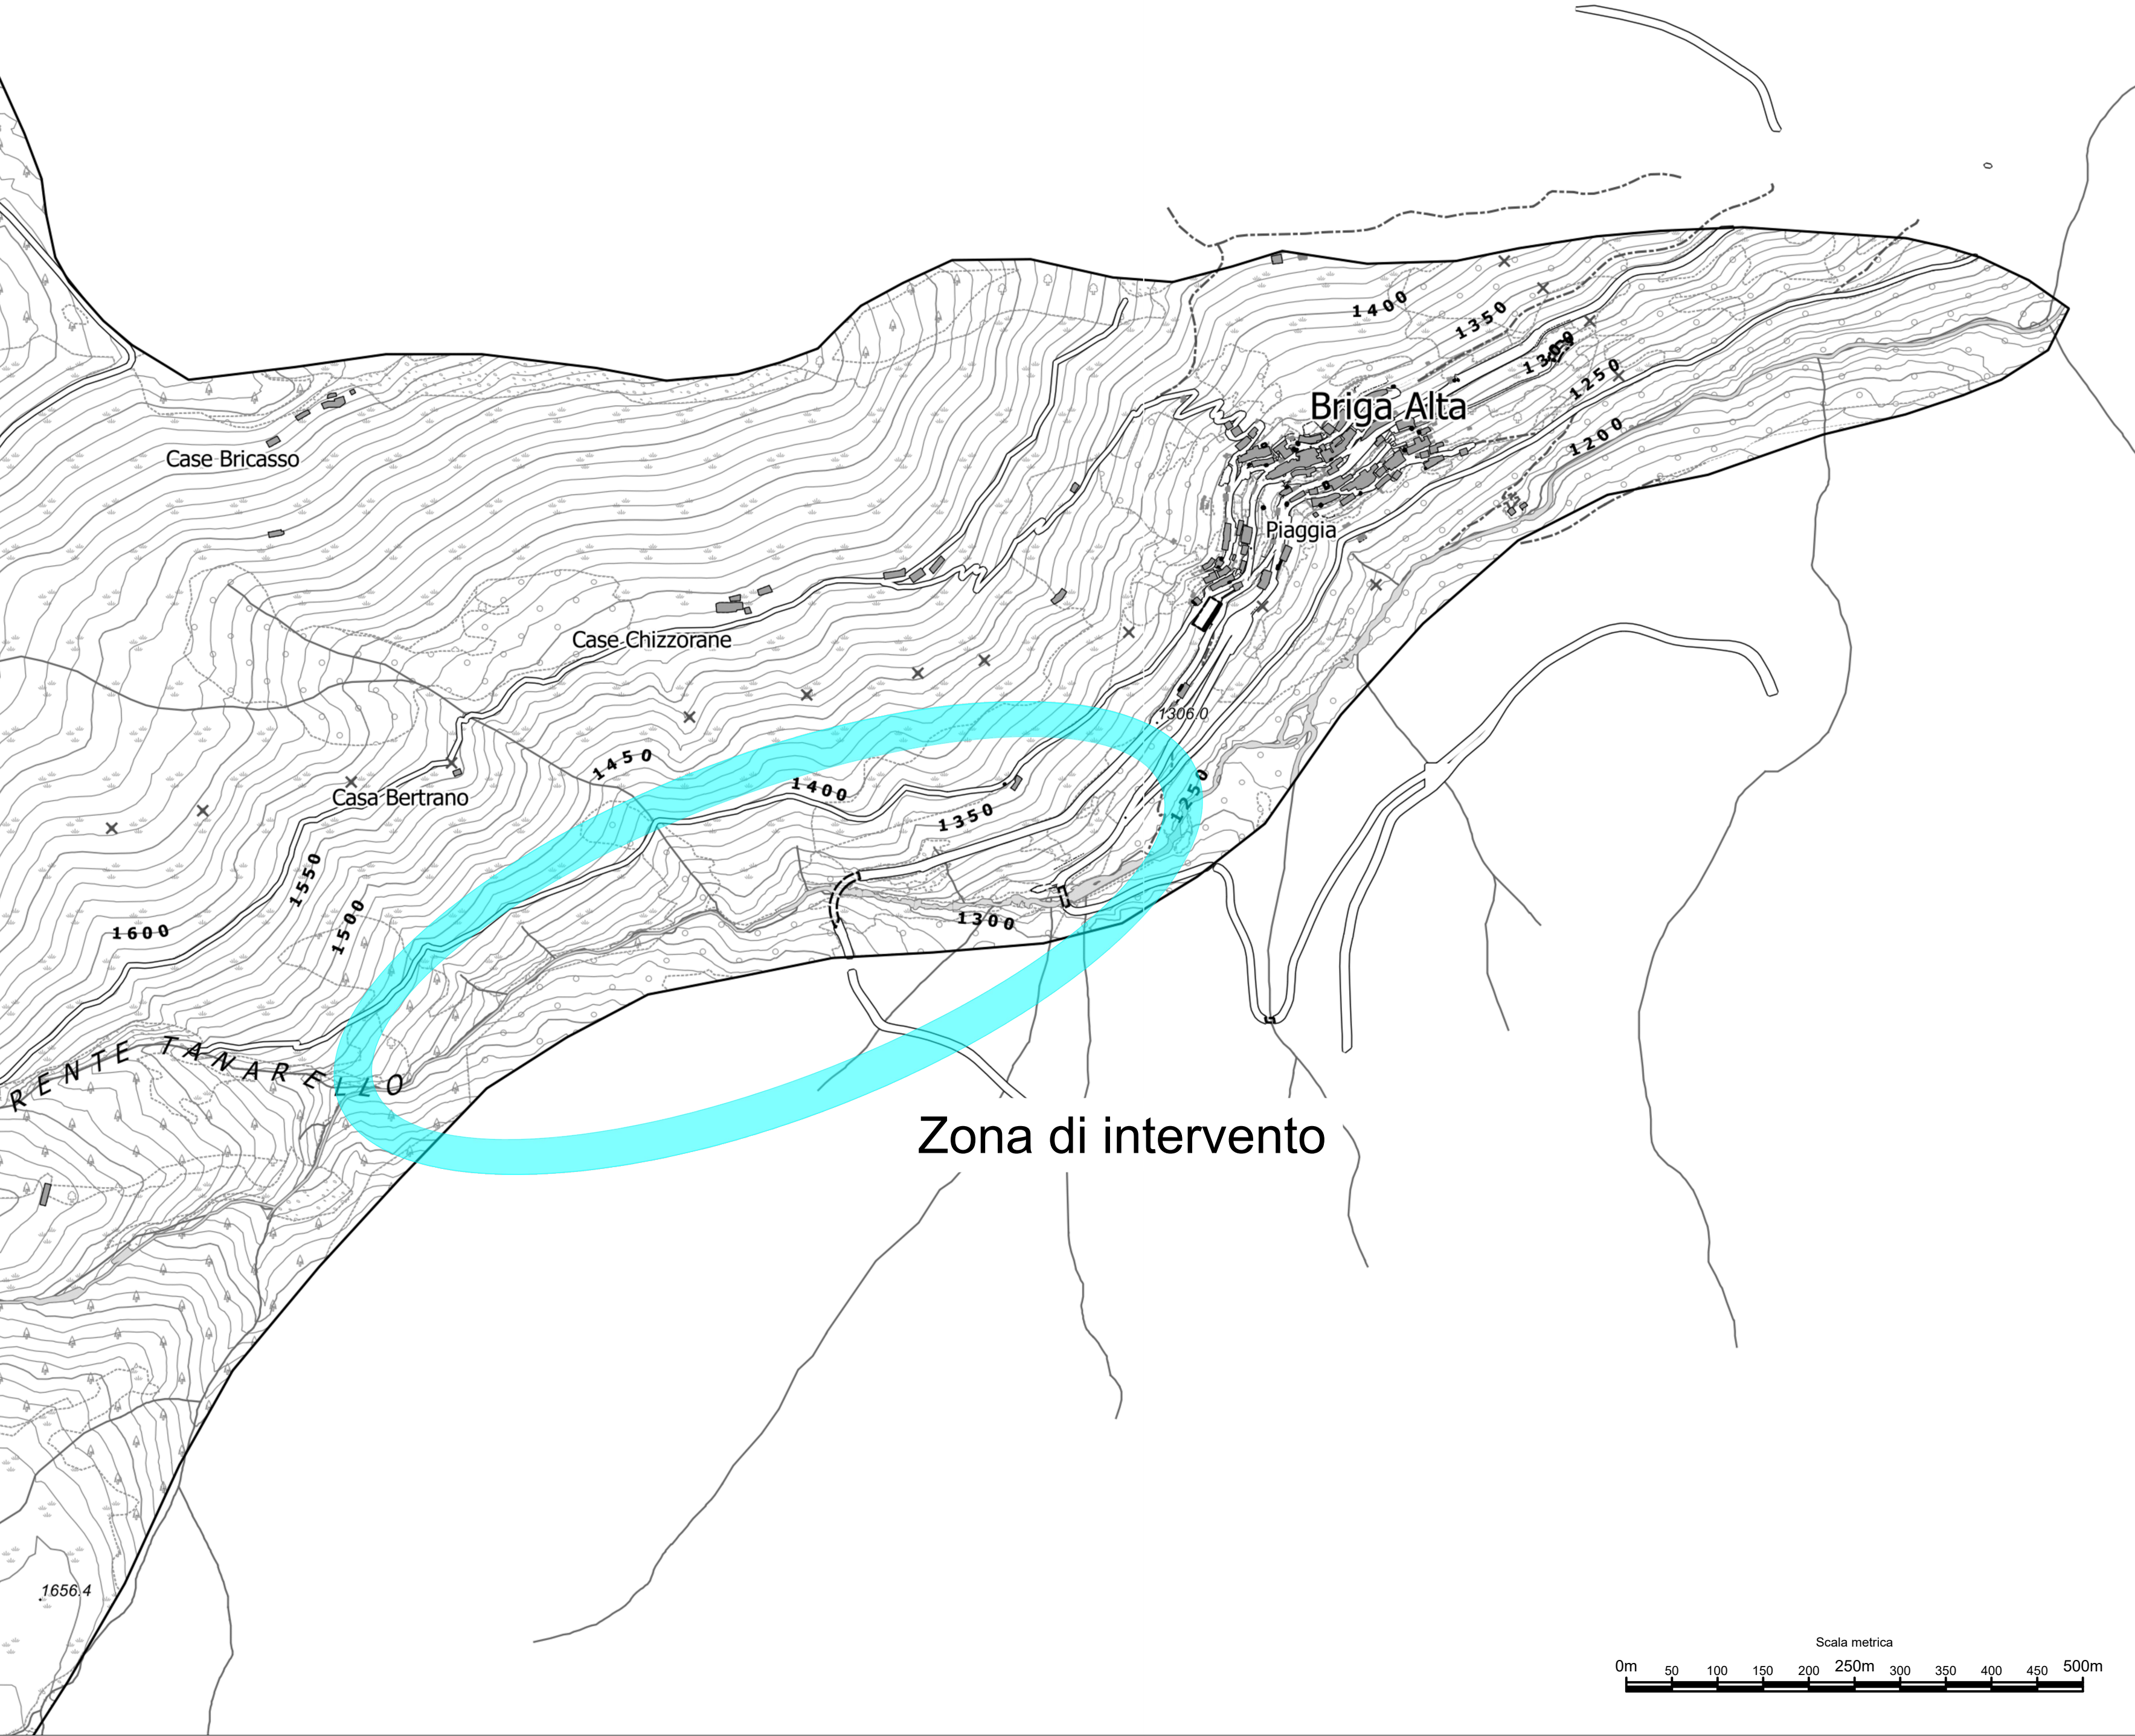 1400
1350
1300
1250
Briga Alta
1200
Case Bricasso
Piaggia
Case Chizzorane
1306.0
1450
1400
1250
Casa Bertrano
1350
1550
1500
1300
1600
RENTE TANARELLO
Zona di intervento
1656.4
Scala metrica
0m 50 100 150 200 250m 300 350 400 450 500m